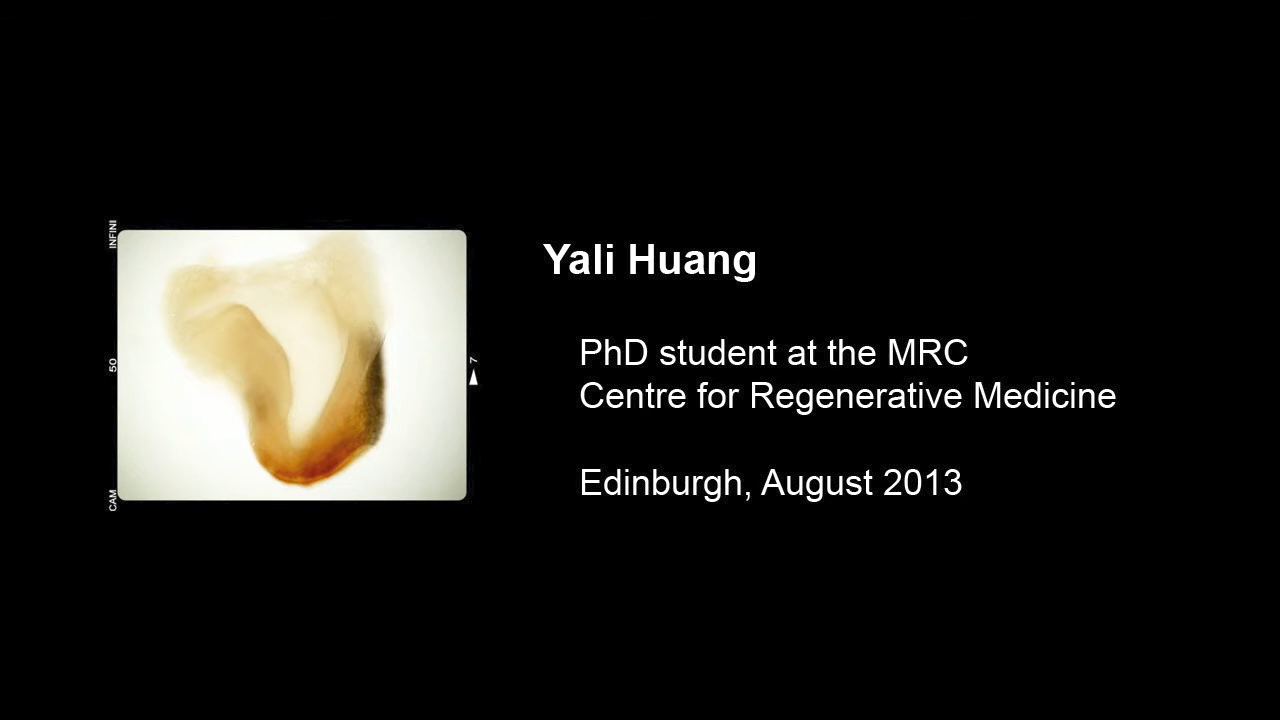 INFINI
50
CAM
7
Yali Huang
PhD student at the MRC
Centre for Regenerative Medicine
Edinburgh, August 2013